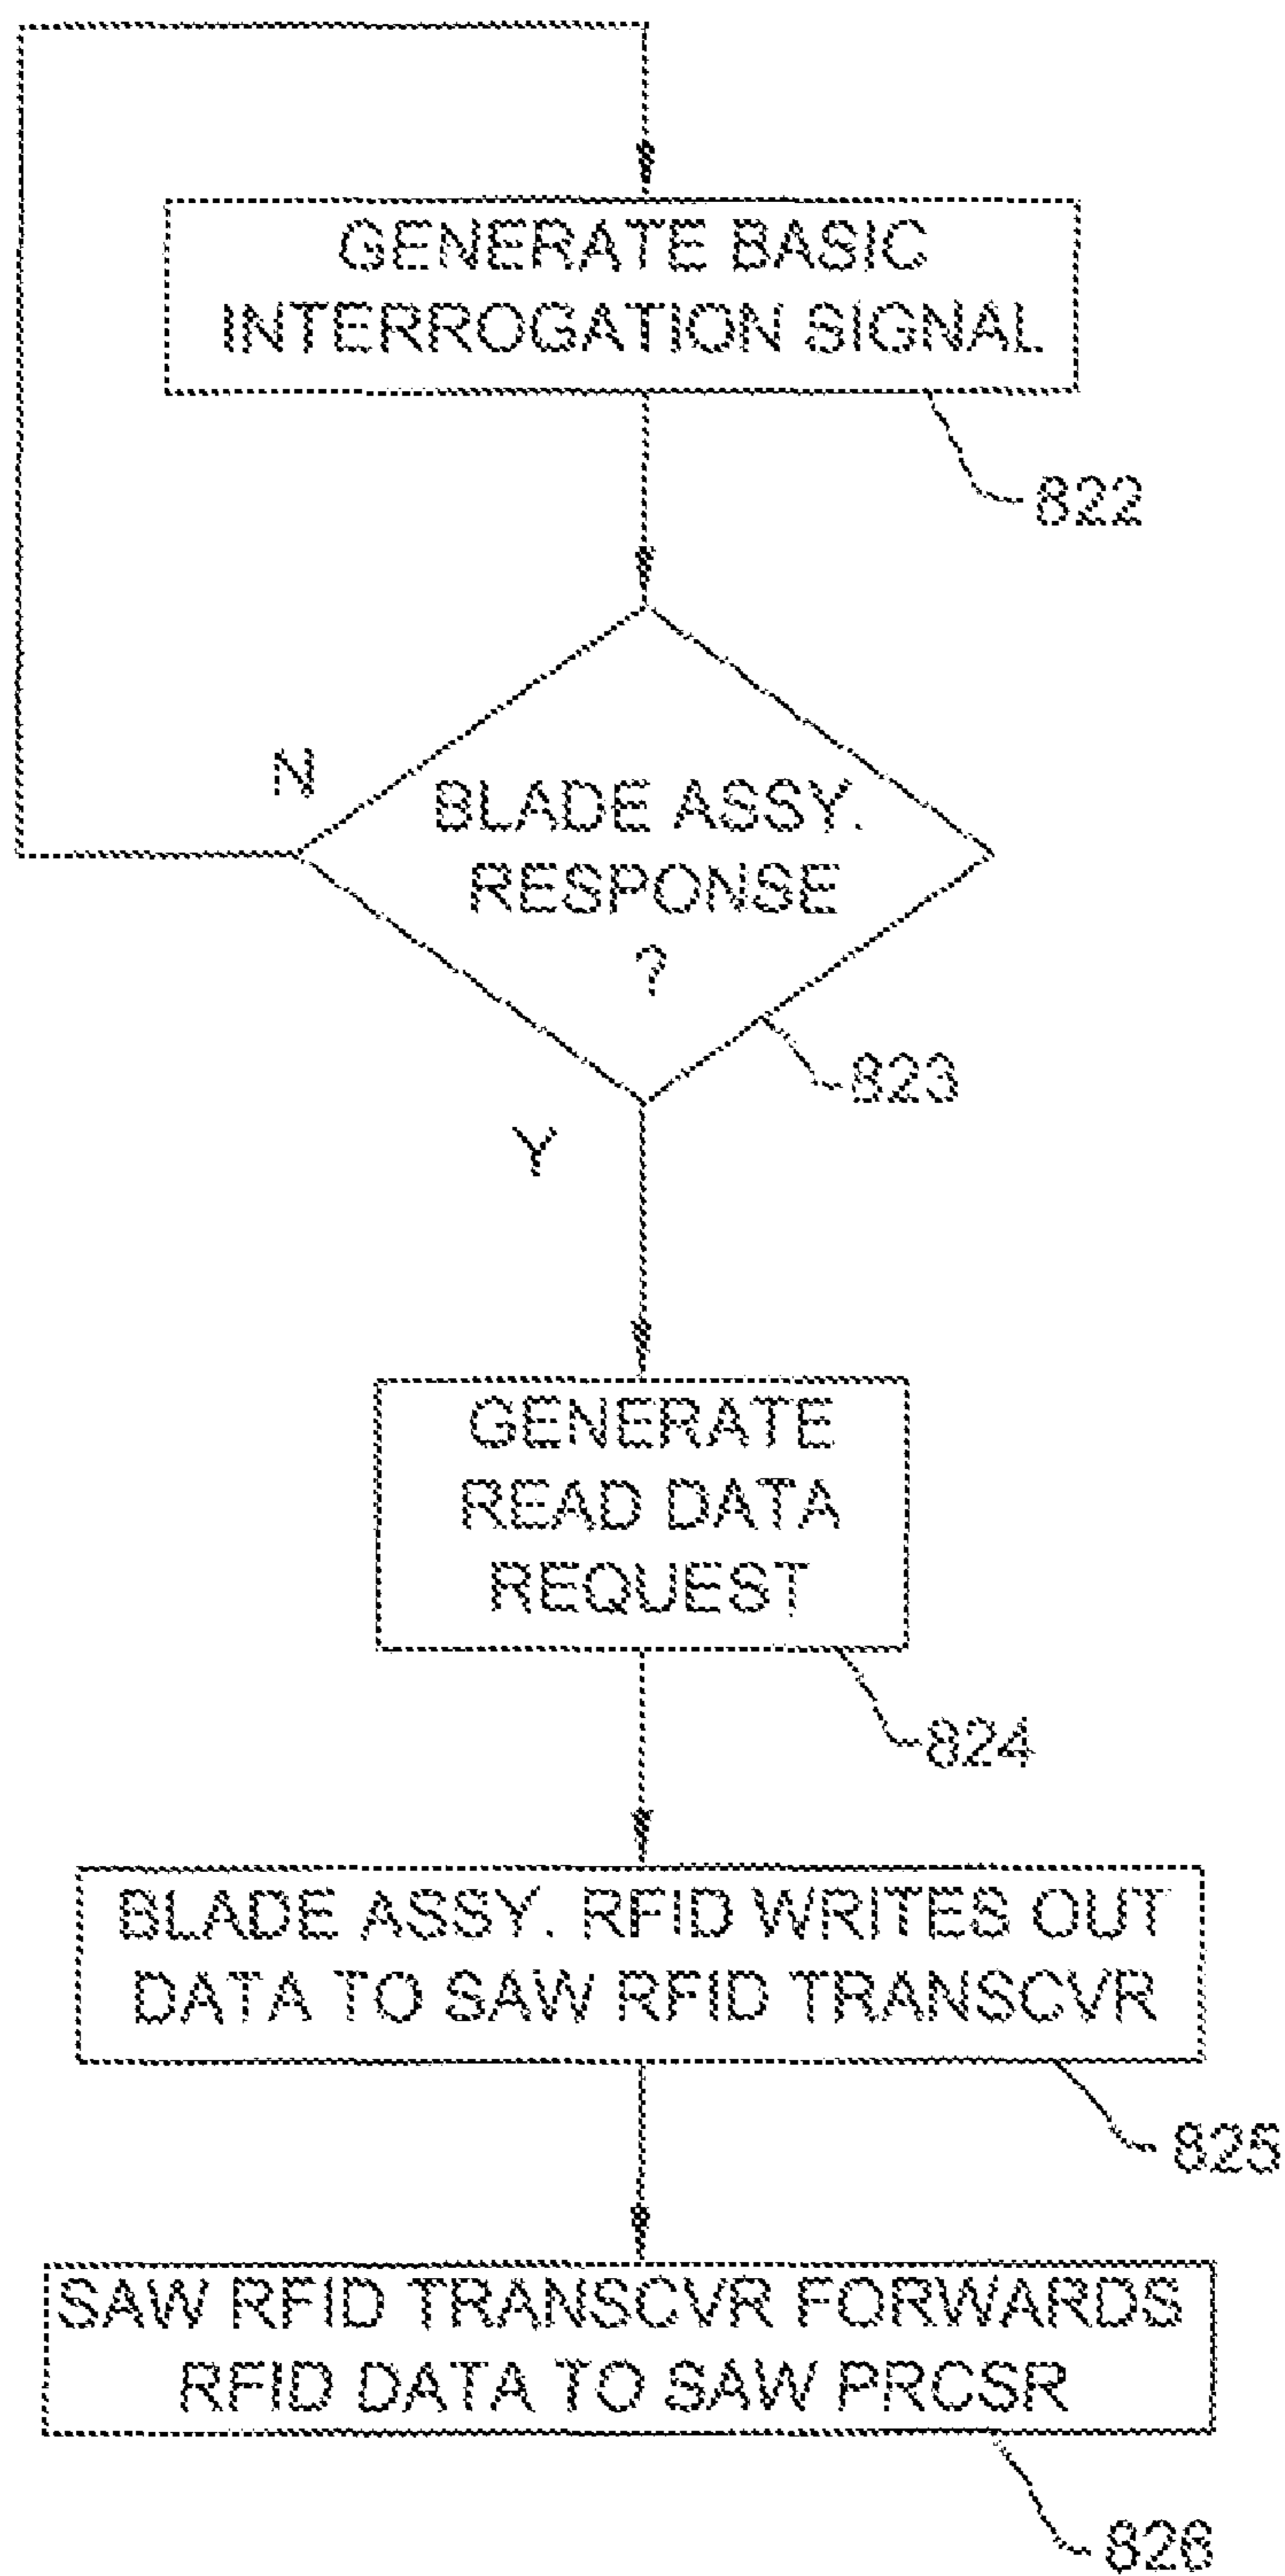 GENERATE BASIC
INTERROGATION SIGNAL
822
N
BLADE ASSY.
RESPONSE
?
823
Y
GENERATE
READ DATA
REQUEST
824
BLADE ASSY. RFID WRITES OUT
DATA TO SAW RFID TRANSCVR
825
SAW RFID TRANSCVR FORWARDS
RFID DATA TO SAW PRCSR
826